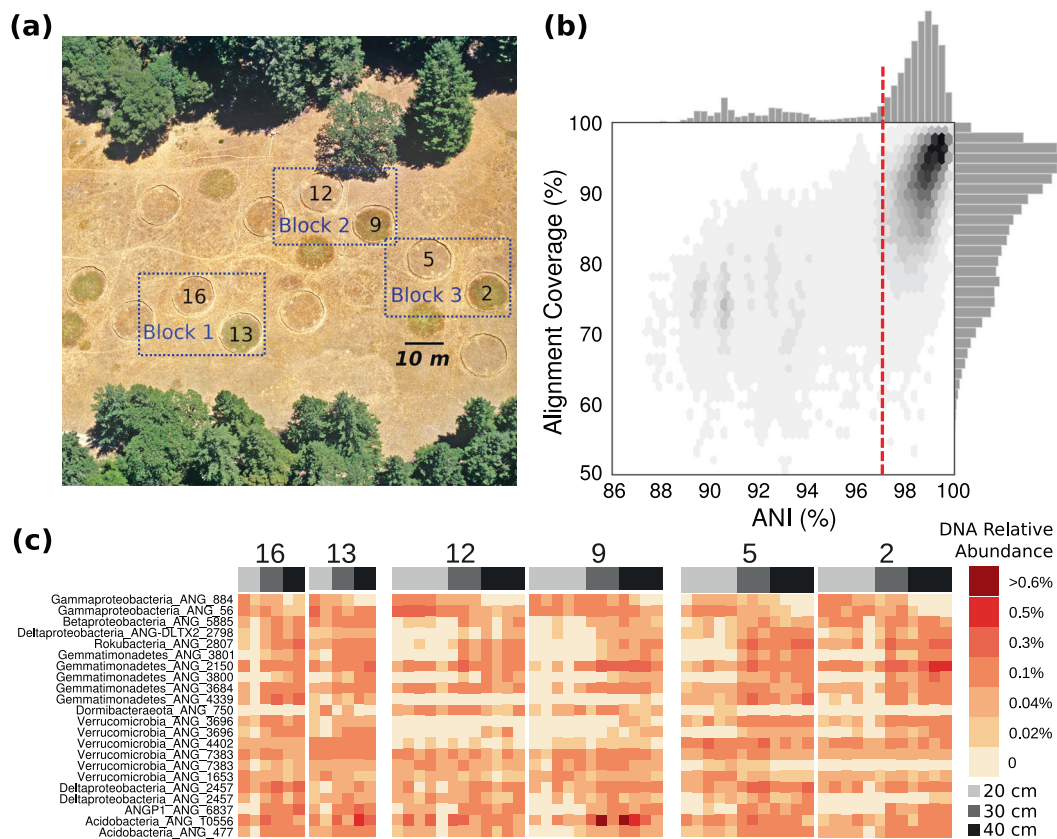 (a)
12
Block 2
9
5
Block 3
2
16
Block 1
13
10 m
(b)
100
90
80
70
60
50
Alignment Coverage (%)
86
88
90
92
94
96
98
100
ANI (%)
(c)
16
13
12
9
5
2
DNA Relative
Abundance
Gammaproteobacteria_ANG_884
Gammaproteobacteria_ANG_56
Betaproteobacteria_ANG_5885
Deltaproteobacteria_ANG-DLTX2_2798
Rokubacteria_ANG_2807
Gemmatimonadetes_ANG_3801
Gemmatimonadetes_ANG_2150
Gemmatimonadetes_ANG_3800
Gemmatimonadetes_ANG_3684
Gemmatimonadetes_ANG_4339
Dormibacteraeota_ANG_750
Verrucomicrobia_ANG_3696
Verrucomicrobia_ANG_3696
Verrucomicrobia_ANG_4402
Verrucomicrobia_ANG_7383
Verrucomicrobia_ANG_7383
Verrucomicrobia_ANG_1653
Deltaproteobacteria_ANG_2457
Deltaproteobacteria_ANG_2457
ANGP1_ANG_6837
Acidobacteria_ANG_10556
Acidobacteria_ANG_477
>0.6%
0.5%
0.3%
0.1%
0.04%
0.02%
0
20 cm
30 cm
40 cm